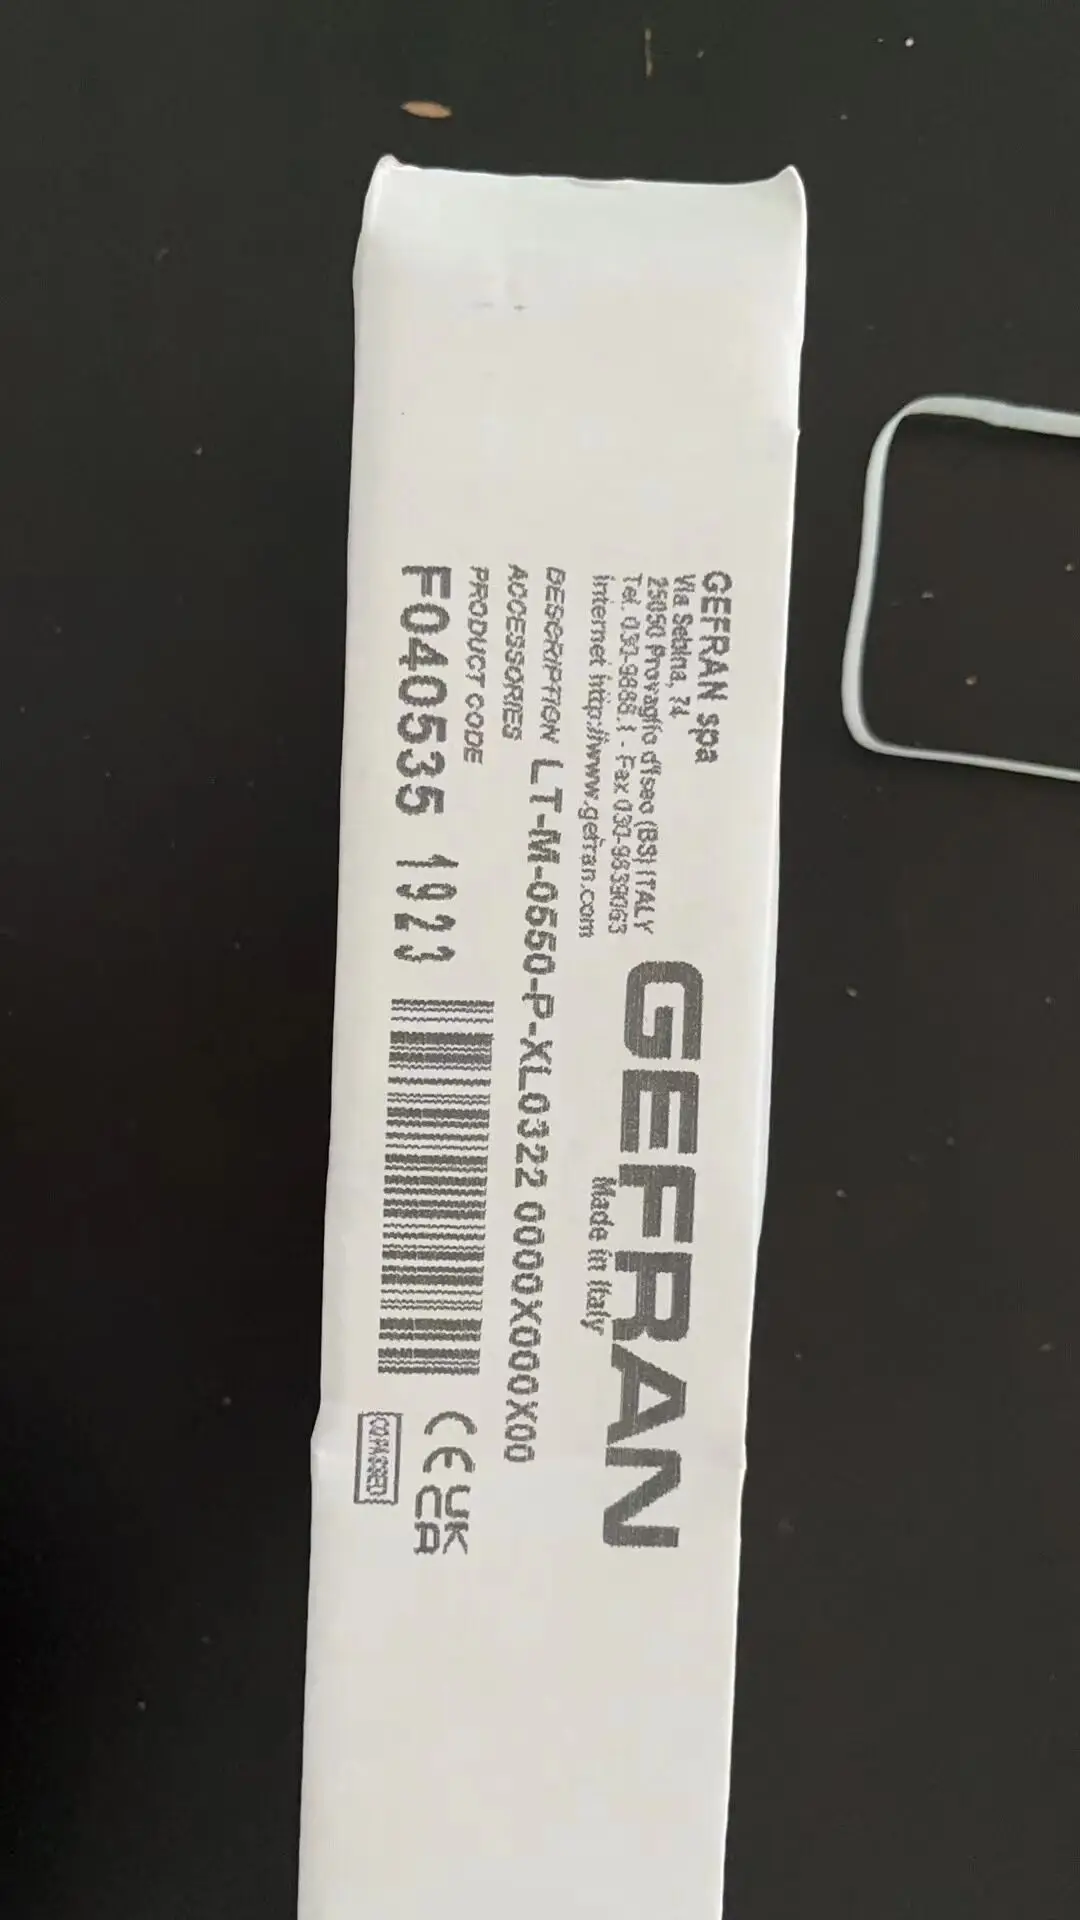 GEFRAN spa
Via Sebina, 74
25050 Provaglio d'Iseo (BS) ITALY
Tel. 030-9888.1 - Fax 030-9839063
Internet http://www.gefran.com
GEFRAN
Made in Italy
DESCRIPTION LT-M-0550-P-XL0322 0000X000X00
ACCESSORIES
PRODUCT CODE
F040535 1923
CE UK
CA